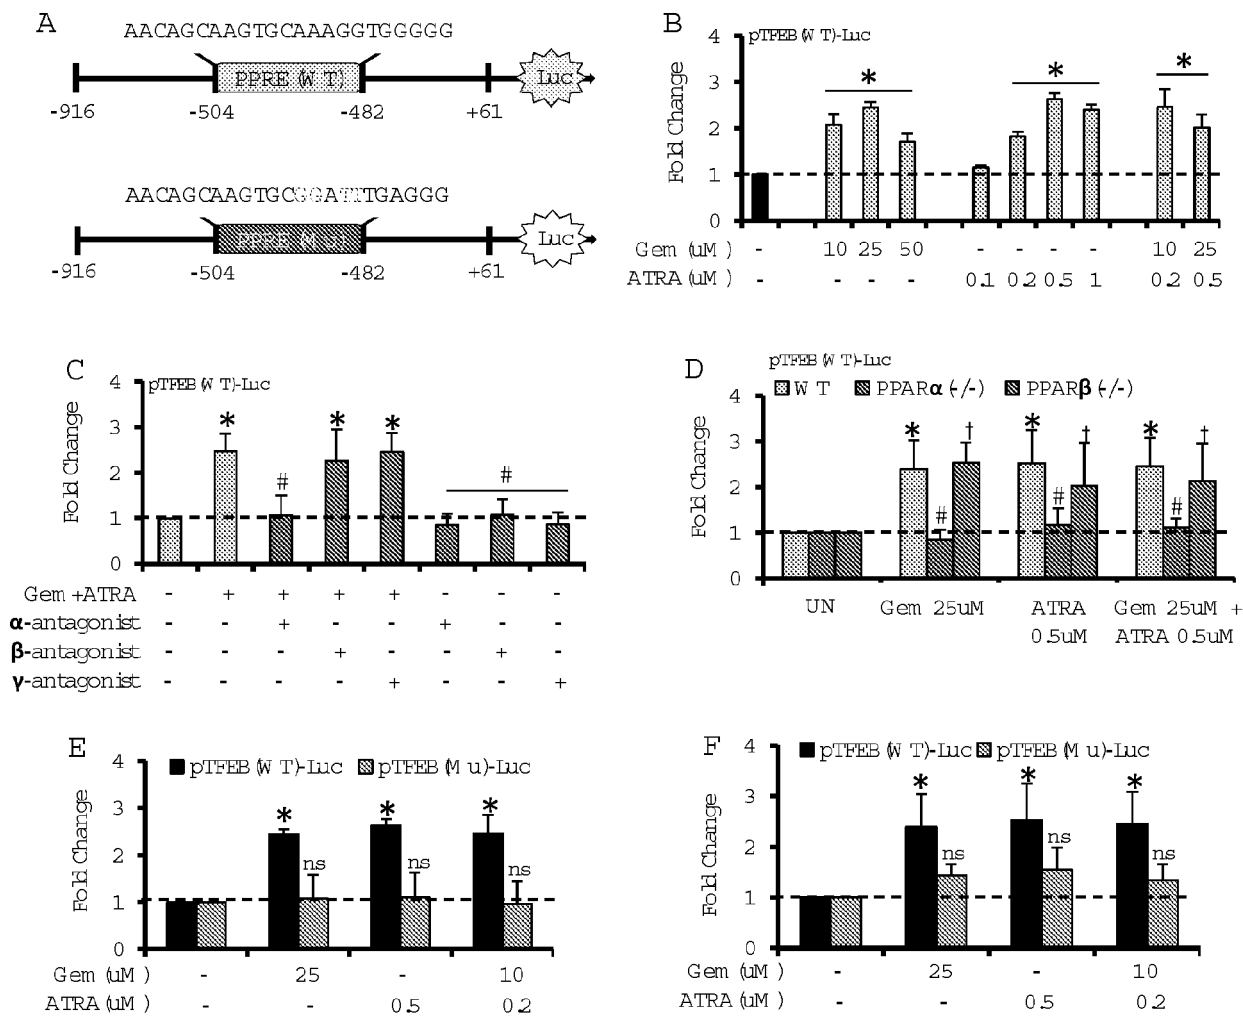 A
AACAGCAAGTGCAAAGGTGGGGG
PPRE (WT)
Luc
-916 -504 -482 +61
AACAGCAAGTGCGGATTTGAGGG
PPRE (Mu)
Luc
-916 -504 -482 +61
B
pTFEB(WT)-Luc
Fold Change
4
3
2
1
0
* * *
Gem (uM) - 10 25 50 - - - - 10 25
ATRA(uM) - - - - 0.1 0.2 0.5 1 0.2 0.5
C
pTFEB(WT)-Luc
Fold Change
4
3
2
1
0
* # * * #
Gem+ATRA - + + + + - - -
α-antagonist - - + - - + - -
β-antagonist - - - + - - + -
γ-antagonist - - - - + - - +
D
pTFEB(WT)-Luc
WT PPARα(-/-) PPARβ(-/-)
Fold Change
4
3
2
1
0
* # † * # † * # †
UN Gem 25uM ATRA Gem 25uM +
0.5uM ATRA 0.5uM
E
pTFEB(WT)-Luc pTFEB(Mu)-Luc
Fold Change
4
3
2
1
0
* ns * ns * ns
Gem (uM) - 25 - 10
ATRA(uM) - - 0.5 0.2
F
pTFEB(WT)-Luc pTFEB(Mu)-Luc
Fold Change
4
3
2
1
0
* ns * ns * ns
Gem (uM) - 25 - 10
ATRA(uM) - - 0.5 0.2